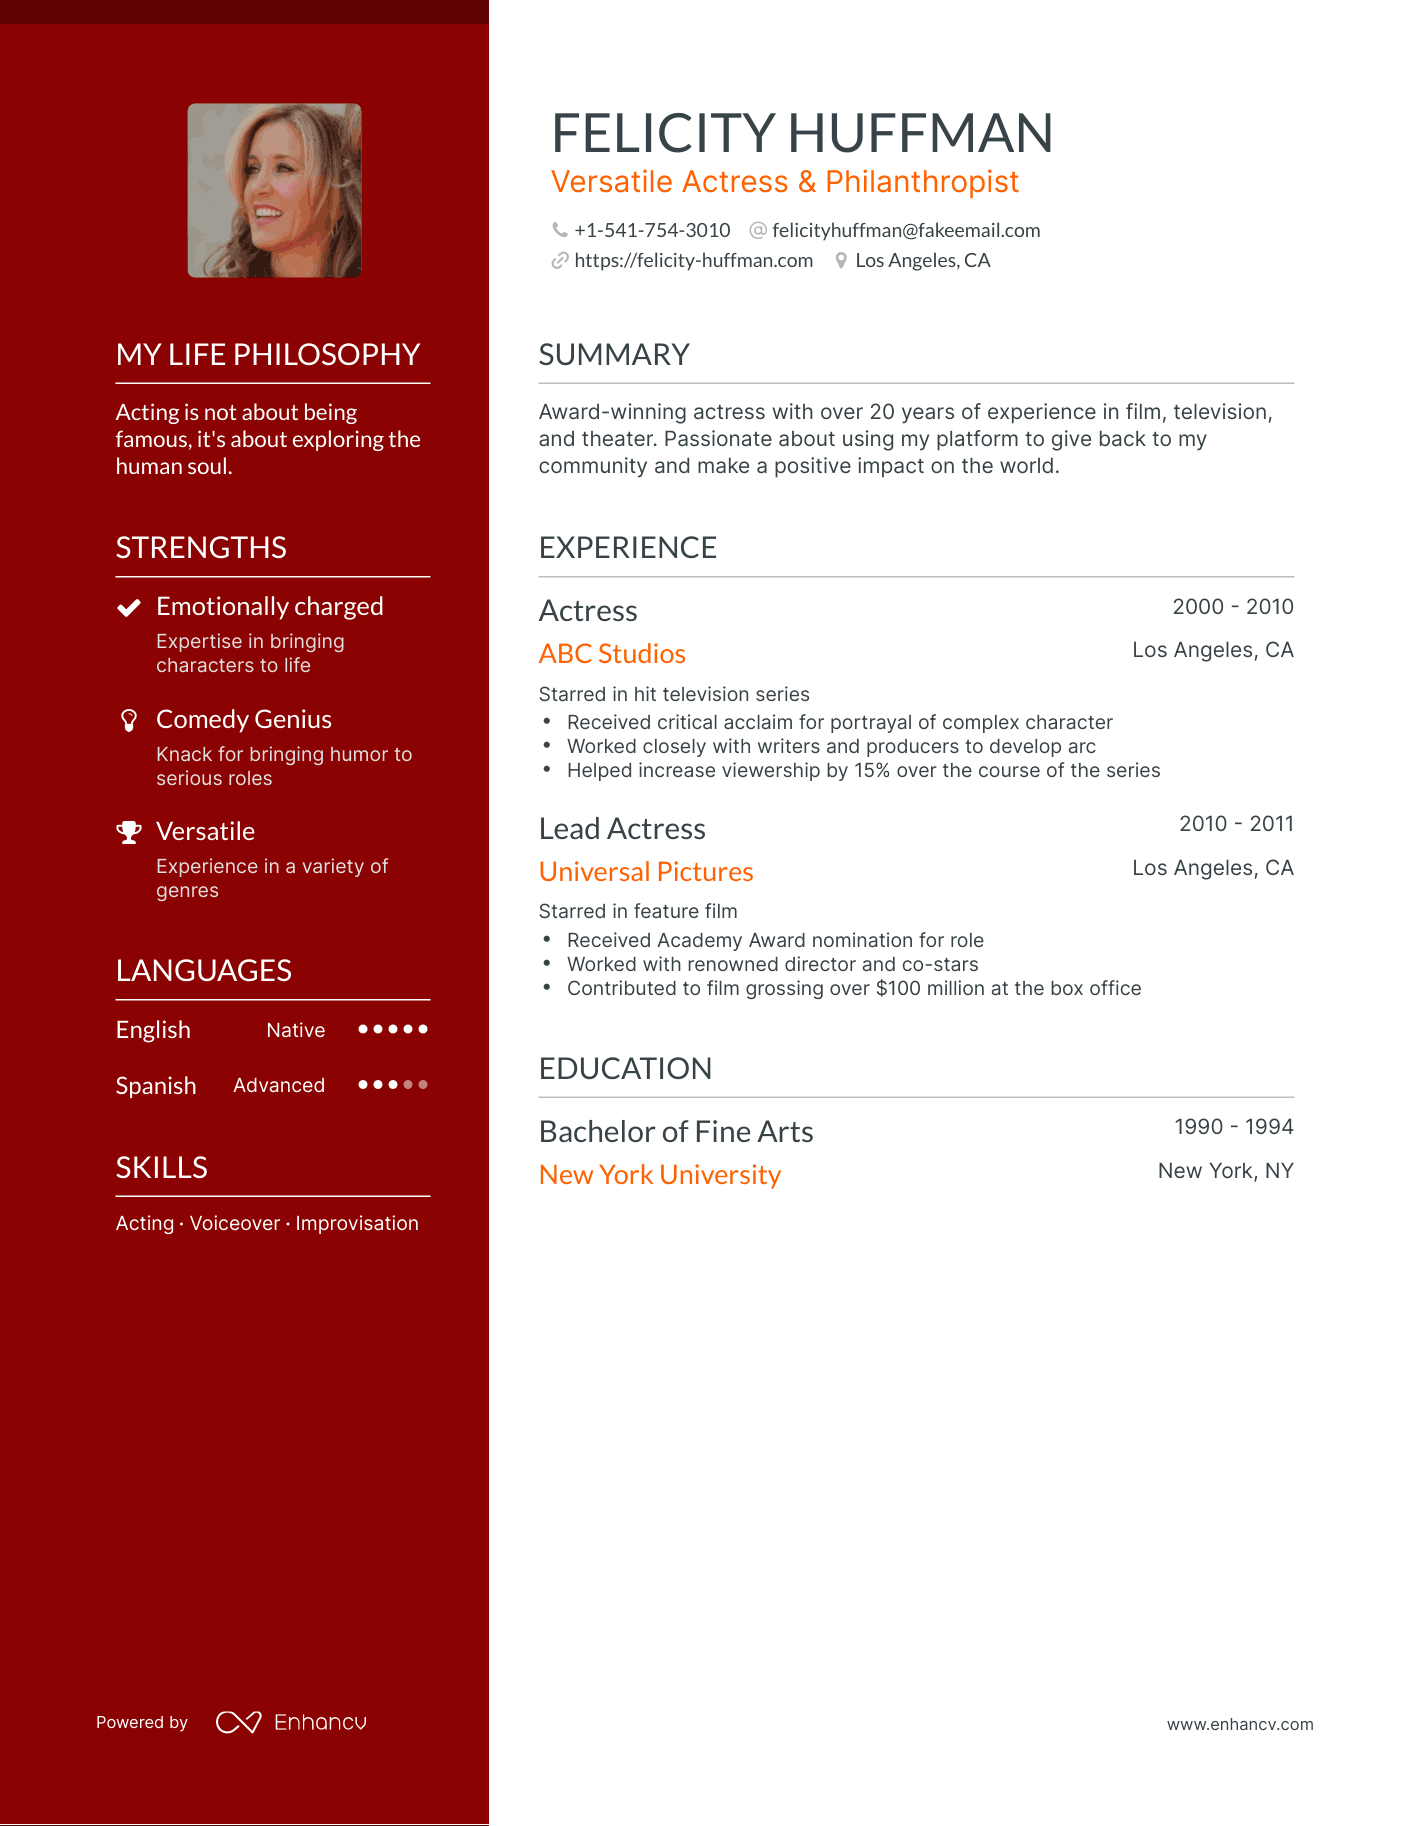 FELICITY HUFFMAN
Versatile Actress & Philanthropist
+1-541-754-3010 felicityhuffman@fakeemail.com
https://felicity-huffman.com Los Angeles, CA
MY LIFE PHILOSOPHY
Acting is not about being
famous, it's about exploring the
human soul.
STRENGTHS
Emotionally charged
Expertise in bringing
characters to life
Comedy Genius
Knack for bringing humor to
serious roles
Versatile
Experience in a variety of
genres
LANGUAGES
English Native
Spanish Advanced
SKILLS
Acting · Voiceover · Improvisation
SUMMARY
Award-winning actress with over 20 years of experience in film, television,
and theater. Passionate about using my platform to give back to my
community and make a positive impact on the world.
EXPERIENCE
Actress 2000 - 2010
ABC Studios Los Angeles, CA
Starred in hit television series
• Received critical acclaim for portrayal of complex character
• Worked closely with writers and producers to develop arc
• Helped increase viewership by 15% over the course of the series
Lead Actress 2010 - 2011
Universal Pictures Los Angeles, CA
Starred in feature film
• Received Academy Award nomination for role
• Worked with renowned director and co-stars
• Contributed to film grossing over $100 million at the box office
EDUCATION
Bachelor of Fine Arts 1990 - 1994
New York University New York, NY
Powered by Enhancv
www.enhancv.com